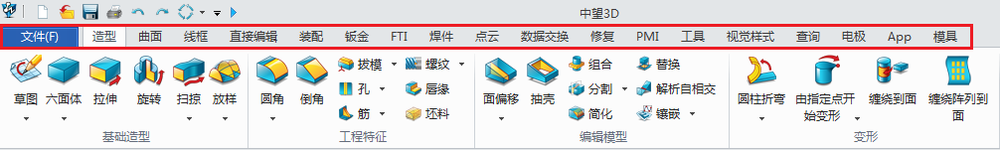 中望3D
文件(F) 造型 曲面 线框 直接编辑 装配 钣金 FTI 焊件 点云 数据交换 修复 PMI 工具 视觉样式 查询 电极 App 模具
草图 六面体 拉伸 旋转 扫掠 放样
基础造型
圆角 倒角 拔模 孔 筋 螺纹 唇缘 坯料
工程特征
面偏移 抽壳 组合 分割 简化 替换 解析自相交 镶嵌
编辑模型
圆柱折弯 由指定点开始变形 缠绕到面 缠绕阵列到面
变形